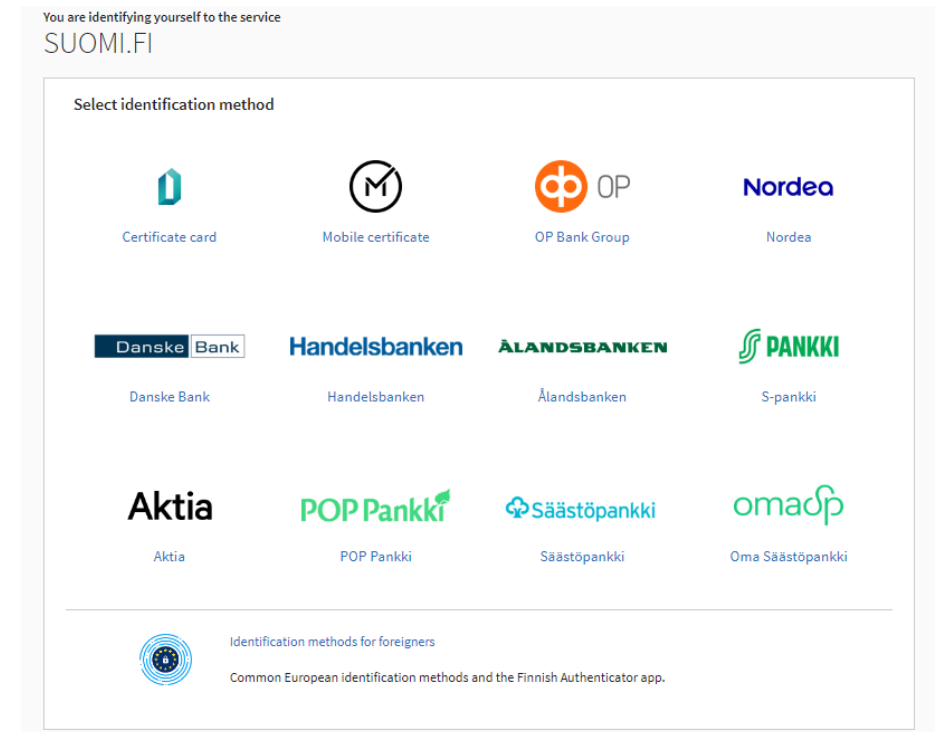 You are identifying yourself to the service
SUOMI.FI
Select identification method
OP
Nordea
Certificate card
Mobile certificate
OP Bank Group
Nordea
Danske Bank
Handelsbanken
ÅLANDSBANKEN
S PANKKI
Danske Bank
Handelsbanken
Ålandsbanken
S-pankki
Aktia
POP Pankki
Säästöpankki
omasp
Aktia
POP Pankki
Säästöpankki
Oma Säästöpankki
Identification methods for foreigners
Common European identification methods and the Finnish Authenticator app.